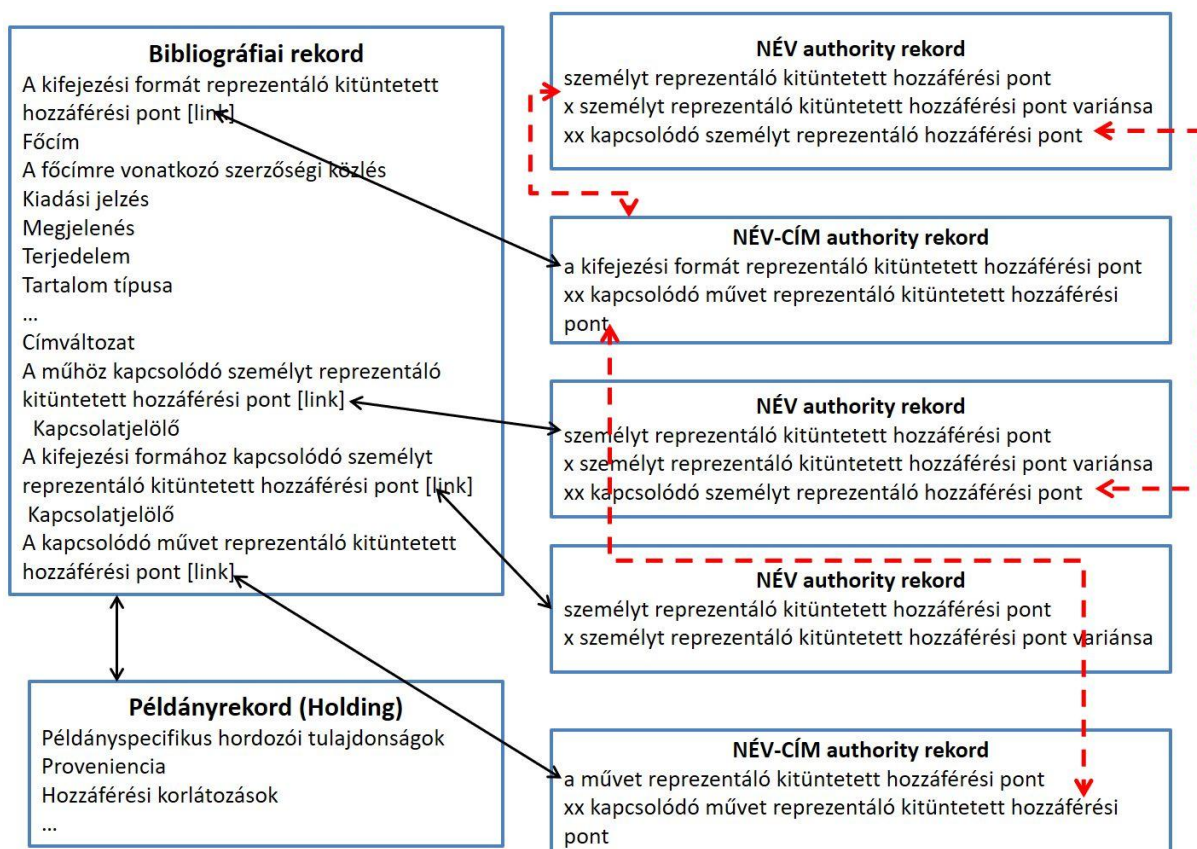 Bibliográfiai rekord
A kifejezési formát reprezentáló kitüntetett
hozzáférési pont [link]
Főcím
A főcímre vonatkozó szerzőségi közlés
Kiadási jelzés
Megjelenés
Terjedelem
Tartalom típusa
...
Címváltozat
A műhöz kapcsolódó személyt reprezentáló
kitüntetett hozzáférési pont [link]
Kapcsolatjelölő
A kifejezési formához kapcsolódó személyt
reprezentáló kitüntetett hozzáférési pont [link]
Kapcsolatjelölő
A kapcsolódó művet reprezentáló kitüntetett
hozzáférési pont [link]
Példányrekord (Holding)
Példányspecifikus hordozói tulajdonságok
Proveniencia
Hozzáférési korlátozások
...
NÉV authority rekord
személyt reprezentáló kitüntetett hozzáférési pont
x személyt reprezentáló kitüntetett hozzáférési pont variánsa
xx kapcsolódó személyt reprezentáló hozzáférési pont
NÉV-CÍM authority rekord
a kifejezési formát reprezentáló kitüntetett hozzáférési pont
xx kapcsolódó művet reprezentáló kitüntetett hozzáférési
pont
NÉV authority rekord
személyt reprezentáló kitüntetett hozzáférési pont
x személyt reprezentáló kitüntetett hozzáférési pont variánsa
xx kapcsolódó személyt reprezentáló hozzáférési pont
NÉV authority rekord
személyt reprezentáló kitüntetett hozzáférési pont
x személyt reprezentáló kitüntetett hozzáférési pont variánsa
NÉV-CÍM authority rekord
a művet reprezentáló kitüntetett hozzáférési pont
xx kapcsolódó művet reprezentáló kitüntetett hozzáférési
pont